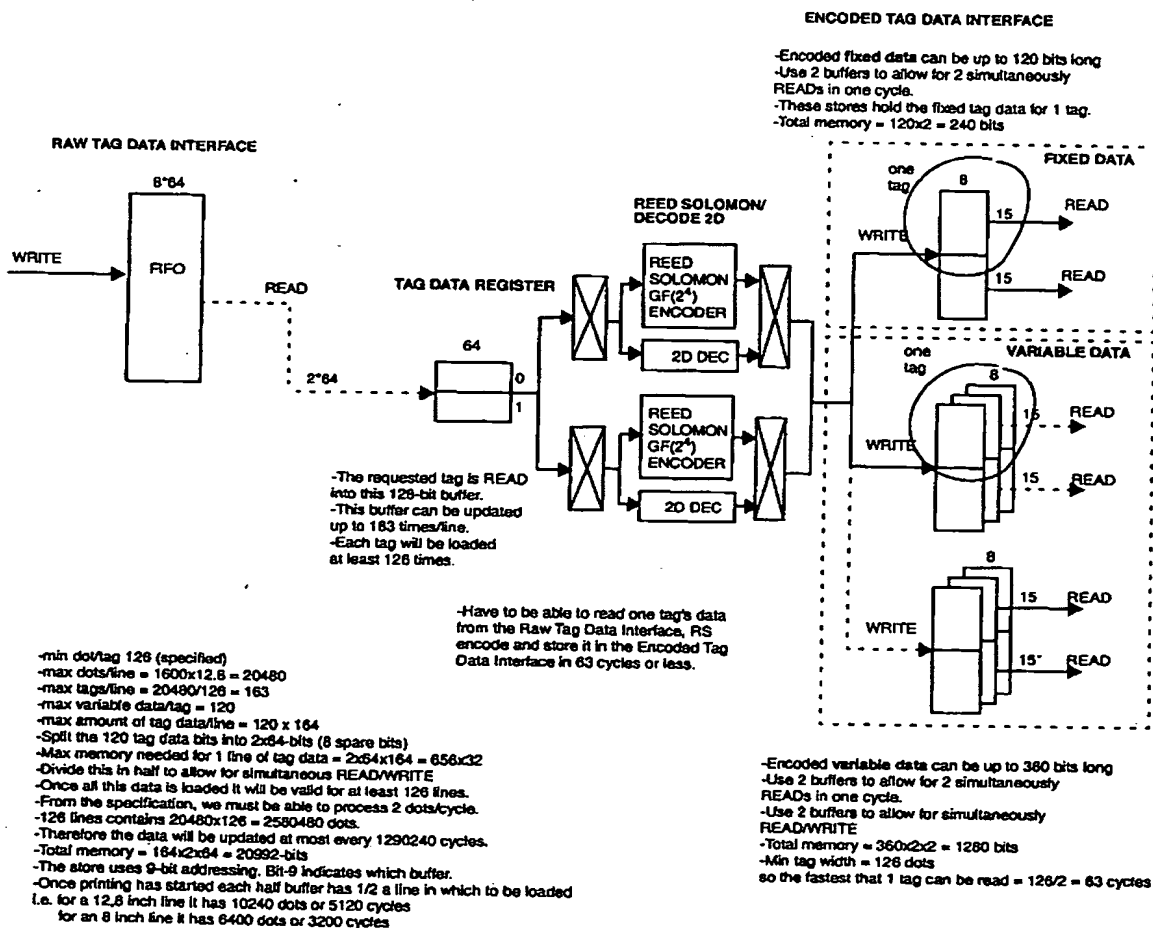 ENCODED TAG DATA INTERFACE
-Encoded fixed data can be up to 120 bits long
-Use 2 buffers to allow for 2 simultaneously
READs in one cycle.
-These stores hold the fixed tag data for 1 tag.
-Total memory = 120x2 = 240 bits
RAW TAG DATA INTERFACE
8*64
WRITE
FIFO
READ
2*64
TAG DATA REGISTER
64
0
1
-The requested tag is READ
into this 128-bit buffer.
-This buffer can be updated
up to 163 times/line.
-Each tag will be loaded
at least 126 times.
REED SOLOMON/
DECODE 2D
REED
SOLOMON
GF(2⁴)
ENCODER
2D DEC
REED
SOLOMON
GF(2⁴)
ENCODER
2D DEC
-Have to be able to read one tag's data
from the Raw Tag Data Interface, RS
encode and store it in the Encoded Tag
Data Interface in 63 cycles or less.
FIXED DATA
one
tag
8
WRITE
15
READ
15
READ
VARIABLE DATA
one
tag
8
WRITE
15
READ
15
READ
8
WRITE
15
READ
15*
READ
-min dot/tag 126 (specified)
-max dots/line = 1600x12.8 = 20480
-max tags/line = 20480/126 = 163
-max variable data/tag = 120
-max amount of tag data/line = 120 x 164
-Split the 120 tag data bits into 2x64-bits (8 spare bits)
-Max memory needed for 1 line of tag data = 2x64x164 = 656x32
-Divide this in half to allow for simultaneous READ/WRITE
-Once all this data is loaded it will be valid for at least 126 lines.
-From the specification, we must be able to process 2 dots/cycle.
-126 lines contains 20480x126 = 2580480 dots.
-Therefore the data will be updated at most every 1290240 cycles.
-Total memory = 164x2x64 = 20992-bits
-The store uses 9-bit addressing. Bit-9 indicates which buffer.
-Once printing has started each half buffer has 1/2 a line in which to be loaded
i.e. for a 12.8 inch line it has 10240 dots or 5120 cycles
for an 8 inch line it has 6400 dots or 3200 cycles
-Encoded variable data can be up to 360 bits long
-Use 2 buffers to allow for 2 simultaneously
READs in one cycle.
-Use 2 buffers to allow for simultaneously
READ/WRITE
-Total memory = 360x2x2 = 1280 bits
-Min tag width = 126 dots
so the fastest that 1 tag can be read = 126/2 = 63 cycles